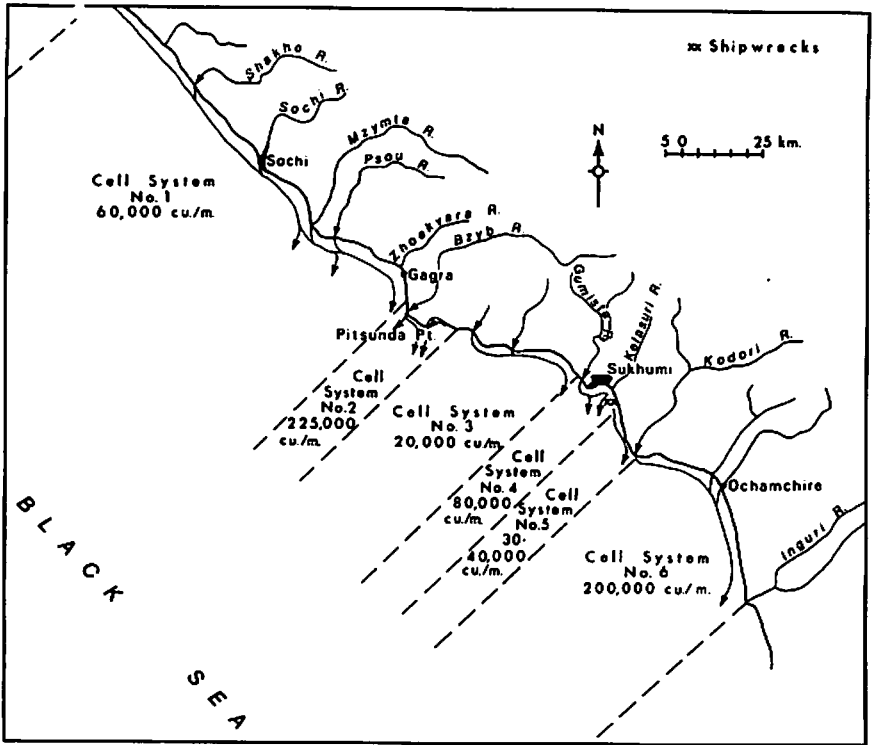 xx Shipwrecks
Shakho R.
Sochi R.
N
Mzymta R.
5 0 25 km.
Sochi
Psou R.
Cell System
No. 1
60,000 cu./m.
Zhoekvara R.
Bzyb R.
Gagra
Gumista
Kelasuri R.
Kodori R.
Pitsunda Pt.
Sukhumi
Cell
System
No.2
225,000
cu./m.
Cell System
No. 3
20,000 cu./m.
Cell
System
No. 4
80,000
cu./m.
Cell
System
No.5
30-
40,000
cu./m.
Ochamchire
Inguri R.
Cell System
No. 6
200,000 cu./m.
BLACK
SEA